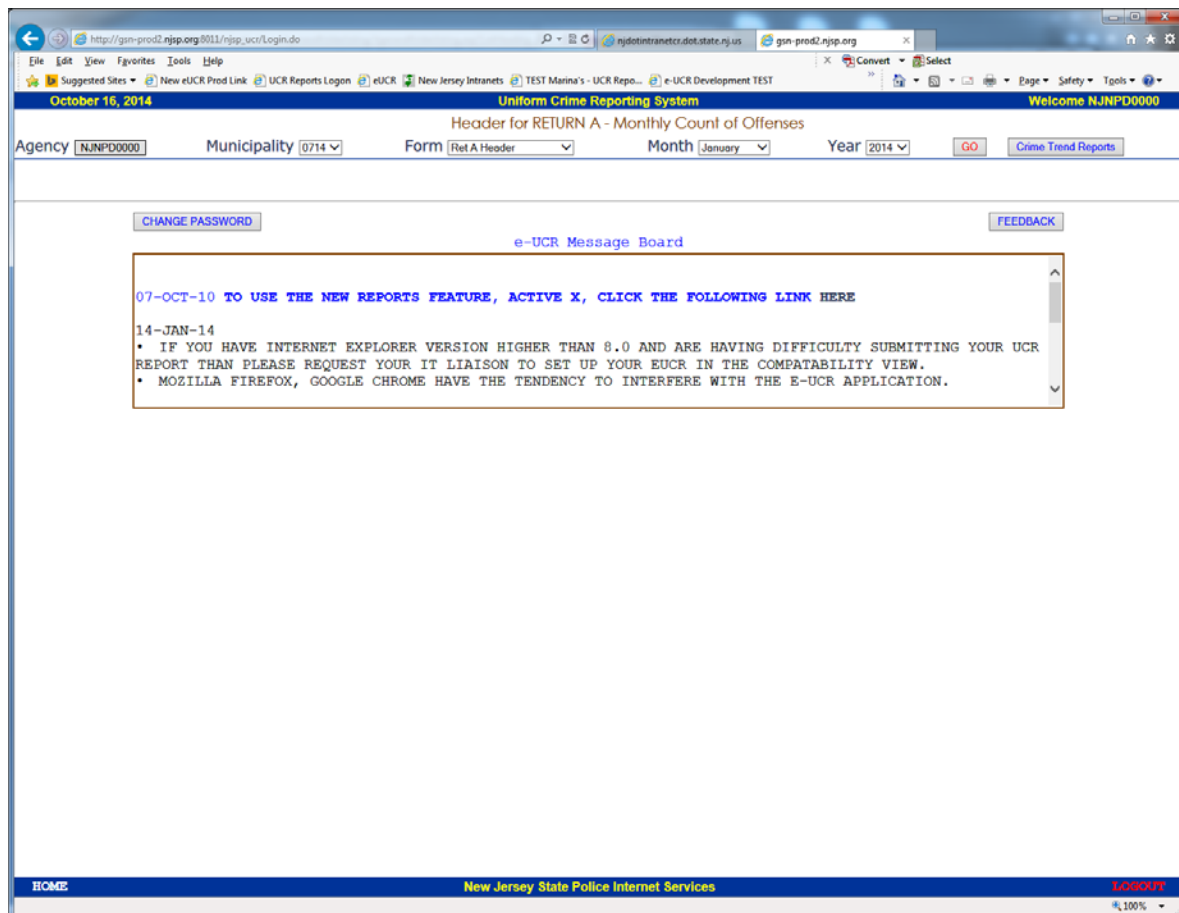 http://gsn-prod2.njsp.org:8011/njsp_ucr/Login.do njdotintranetcr.dot.state.nj.us gsn-prod2.njsp.org ×
File Edit View Favorites Tools Help × Convert Select
Suggested Sites New eUCR Prod Link UCR Reports Logon eUCR New Jersey Intranets TEST Marina's - UCR Repo... e-UCR Development TEST » Page Safety Tools
October 16, 2014 Uniform Crime Reporting System Welcome NJNPD0000
Header for RETURN A - Monthly Count of Offenses
Agency NJNPD0000 Municipality 0714 Form Ret A Header Month January Year 2014 GO Crime Trend Reports
CHANGE PASSWORD FEEDBACK
e-UCR Message Board
07-OCT-10 TO USE THE NEW REPORTS FEATURE, ACTIVE X, CLICK THE FOLLOWING LINK HERE
14-JAN-14
• IF YOU HAVE INTERNET EXPLORER VERSION HIGHER THAN 8.0 AND ARE HAVING DIFFICULTY SUBMITTING YOUR UCR
REPORT THAN PLEASE REQUEST YOUR IT LIAISON TO SET UP YOUR EUCR IN THE COMPATABILITY VIEW.
• MOZILLA FIREFOX, GOOGLE CHROME HAVE THE TENDENCY TO INTERFERE WITH THE E-UCR APPLICATION.
HOME New Jersey State Police Internet Services LOGOUT
100%